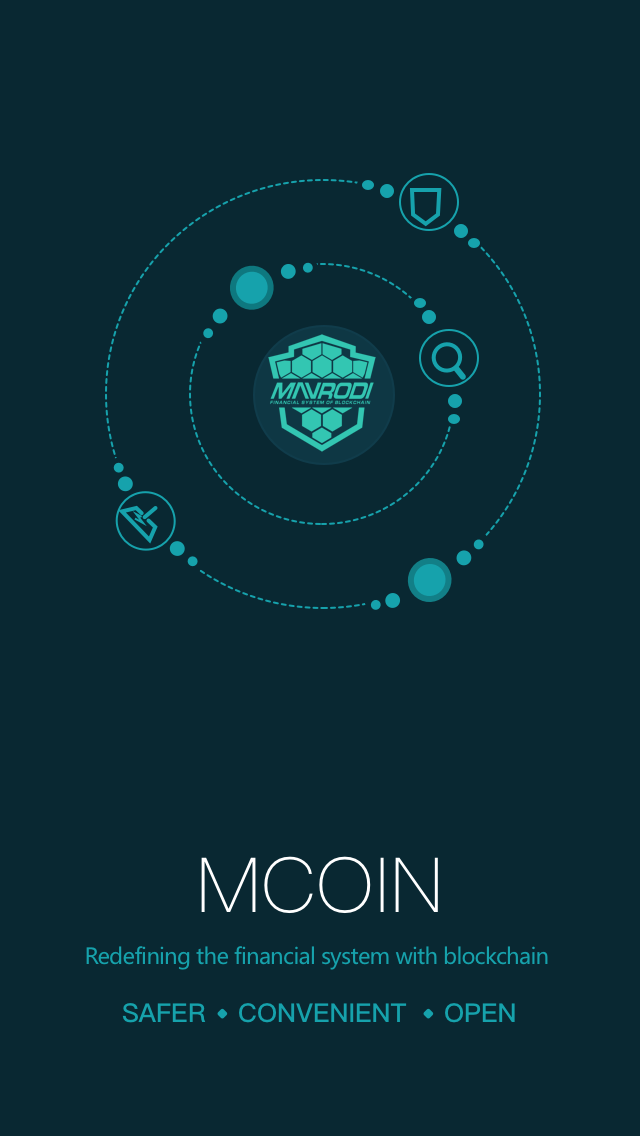 MAVRODI
FINANCIAL SYSTEM OF BLOCKCHAIN
MCOIN
Redefining the financial system with blockchain
SAFER • CONVENIENT • OPEN